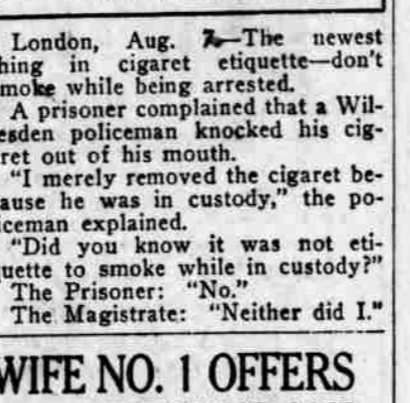 London, Aug. 7.—The newest
hing in cigaret etiquette—don't
moke while being arrested.
A prisoner complained that a Wil-
esden policeman knocked his cig-
ret out of his mouth.
"I merely removed the cigaret be-
ause he was in custody," the po-
iceman explained.
"Did you know it was not eti-
uette to smoke while in custody?"
The Prisoner: "No."
The Magistrate: "Neither did I."
WIFE NO. 1 OFFERS